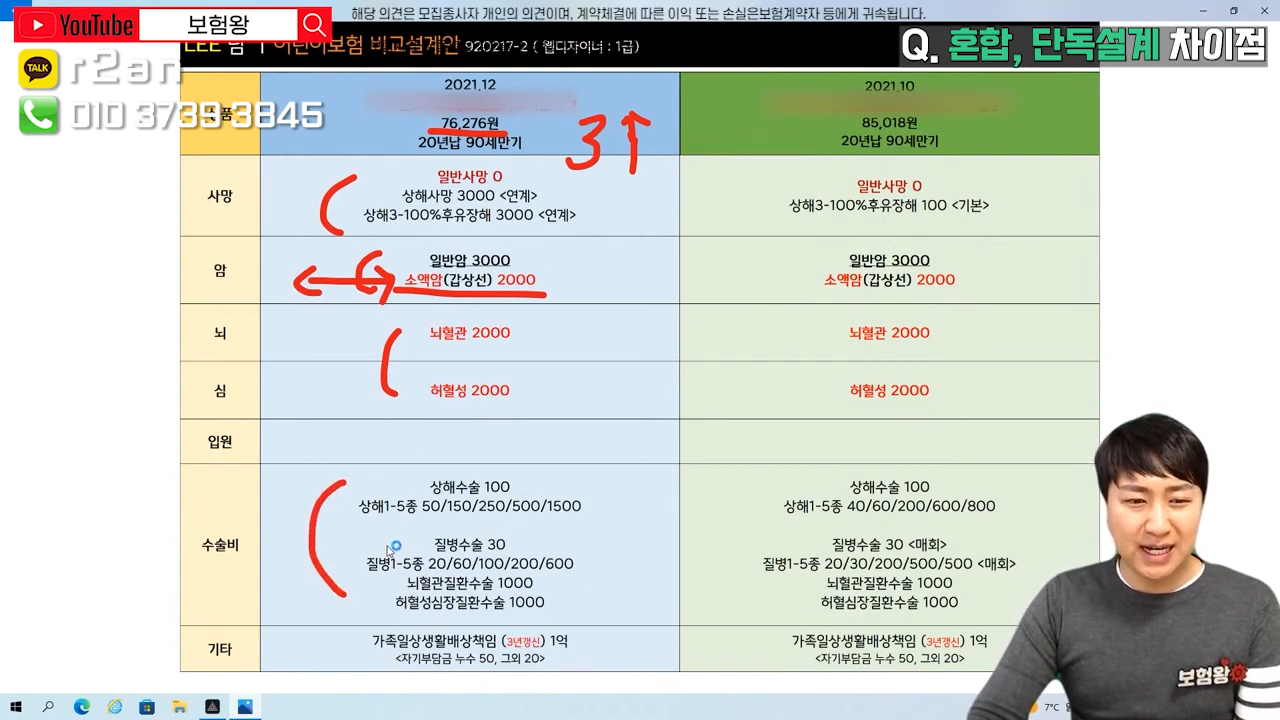 해당 의견은 모집종사자 개인의 의견이며, 계약체결에 따른 이익 또는 손실은보험계약자 등에게 귀속됩니다.
YouTube 보험왕
LEE 님 어린이보험 비교설계안 920217-2 ( 웹디자이너 : 1급)
Q. 혼합, 단독설계 차이점
TALK r2an
010 3739 3845
2021.12
76,276원
20년납 90세만기
3
2021.10
85,018원
20년납 90세만기
사망
일반사망 0
상해사망 3000 <연계>
상해3-100%후유장해 3000 <연계>
일반사망 0
상해3-100%후유장해 100 <기본>
암
일반암 3000
소액암(갑상선) 2000
일반암 3000
소액암(갑상선) 2000
뇌
뇌혈관 2000
뇌혈관 2000
심
허혈성 2000
허혈성 2000
입원
수술비
상해수술 100
상해1-5종 50/150/250/500/1500
질병수술 30
질병1-5종 20/60/100/200/600
뇌혈관질환수술 1000
허혈성심장질환수술 1000
상해수술 100
상해1-5종 40/60/200/600/800
질병수술 30 <매회>
질병1-5종 20/30/200/500/500 <매회>
뇌혈관질환수술 1000
허혈심장질환수술 1000
기타
가족일상생활배상책임 (3년갱신) 1억
<자기부담금 누수 50, 그외 20>
가족일상생활배상책임 (3년갱신) 1억
<자기부담금 누수 50, 그외 20>
보험왕
7°C